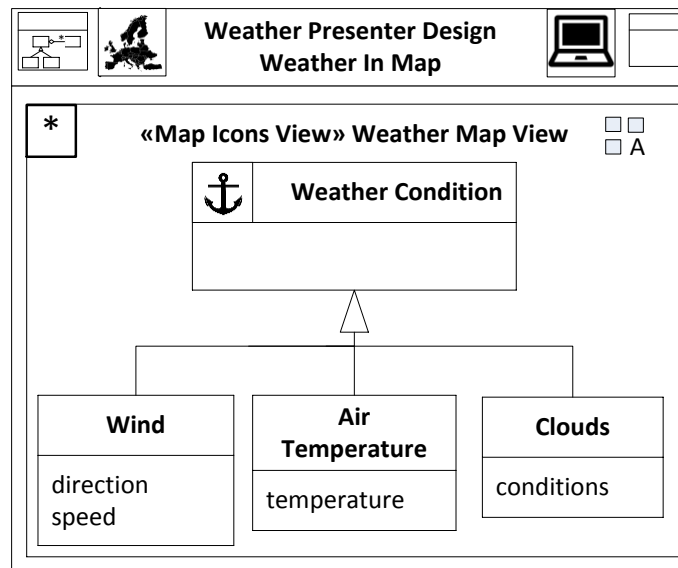 Weather Presenter Design
Weather In Map
*
*
«Map Icons View» Weather Map View
A
Weather Condition
Wind
direction
speed
Air
Temperature
temperature
Clouds
conditions